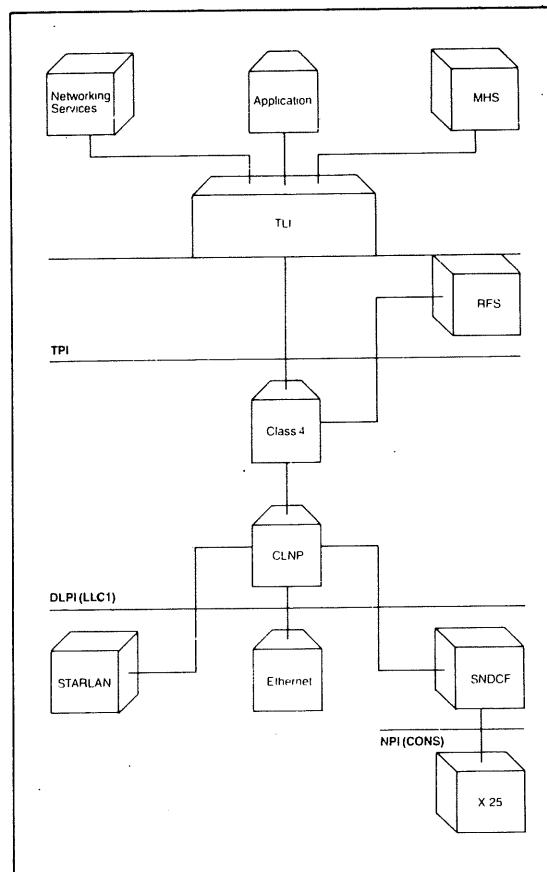 Networking
Services
Application
MHS
TLI
RFS
TPI
Class 4
CLNP
DLPI (LLC1)
STARLAN
Ethernet
SNDCF
NPI (CONS)
X 25